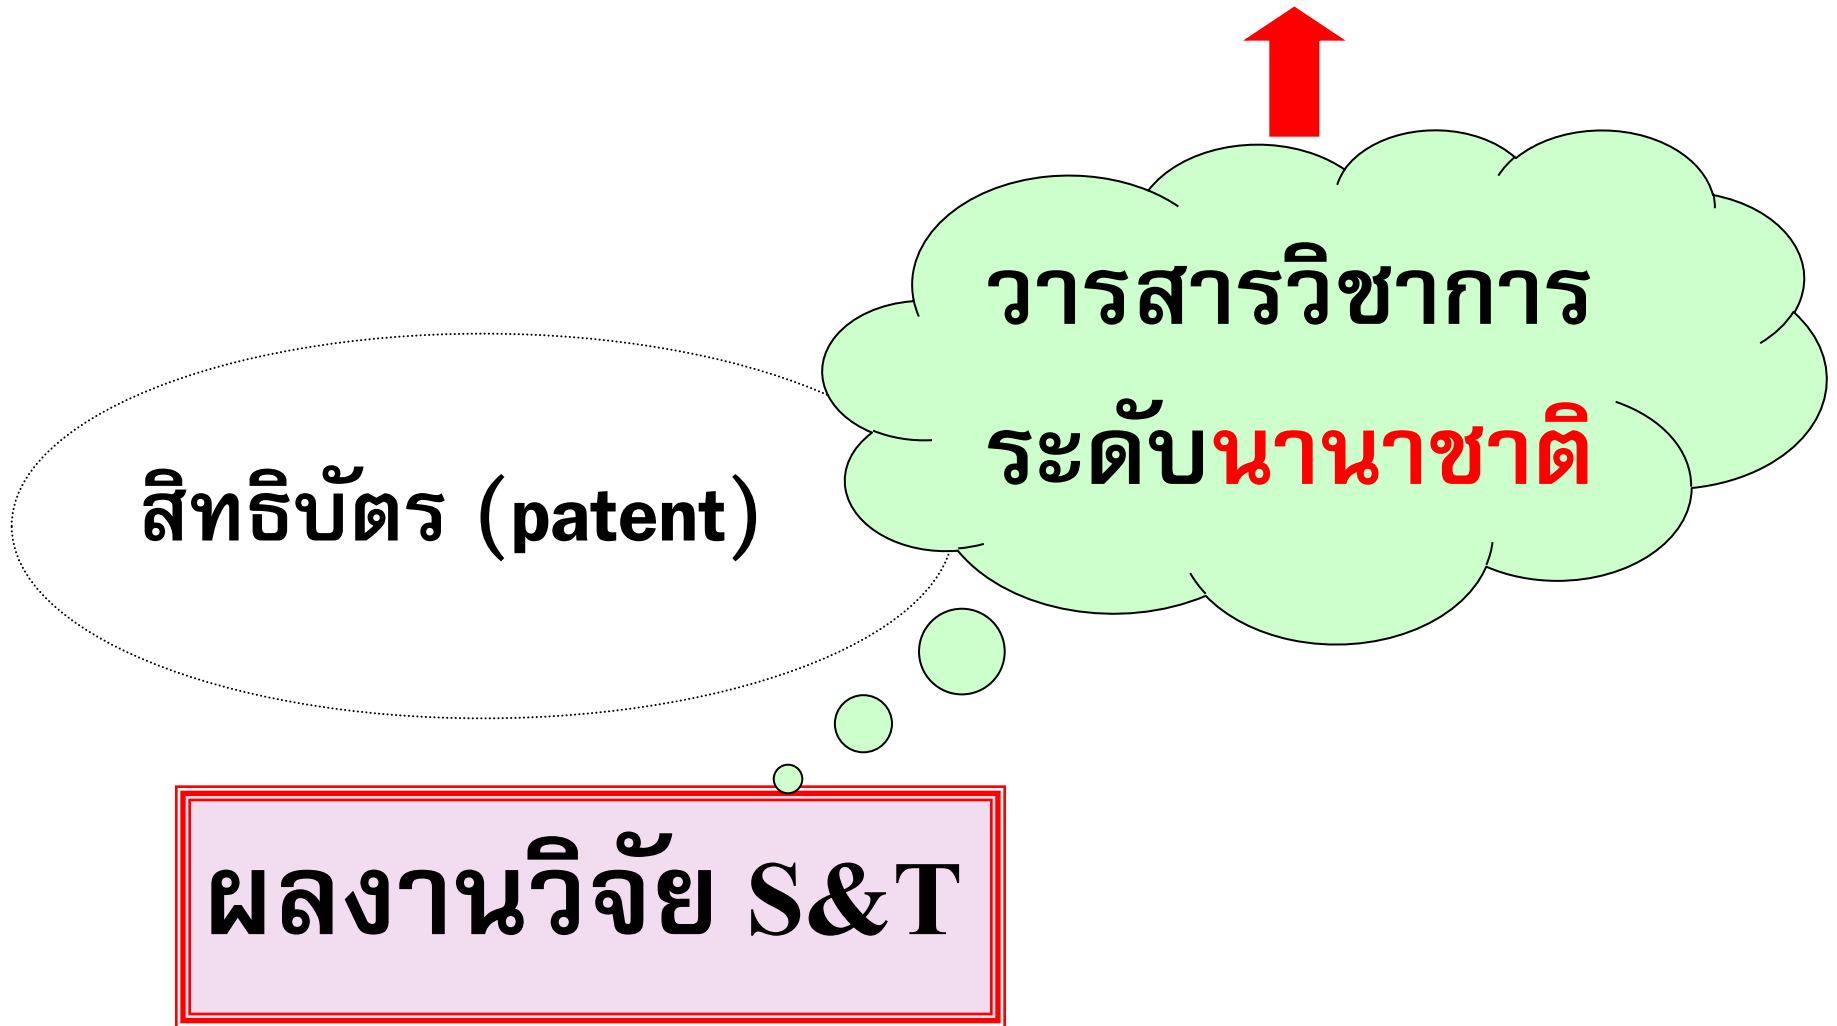 วารสารวิชาการ
ระดับนานาชาติ
สิทธิบัตร (patent)
ผลงานวิจัย S&T